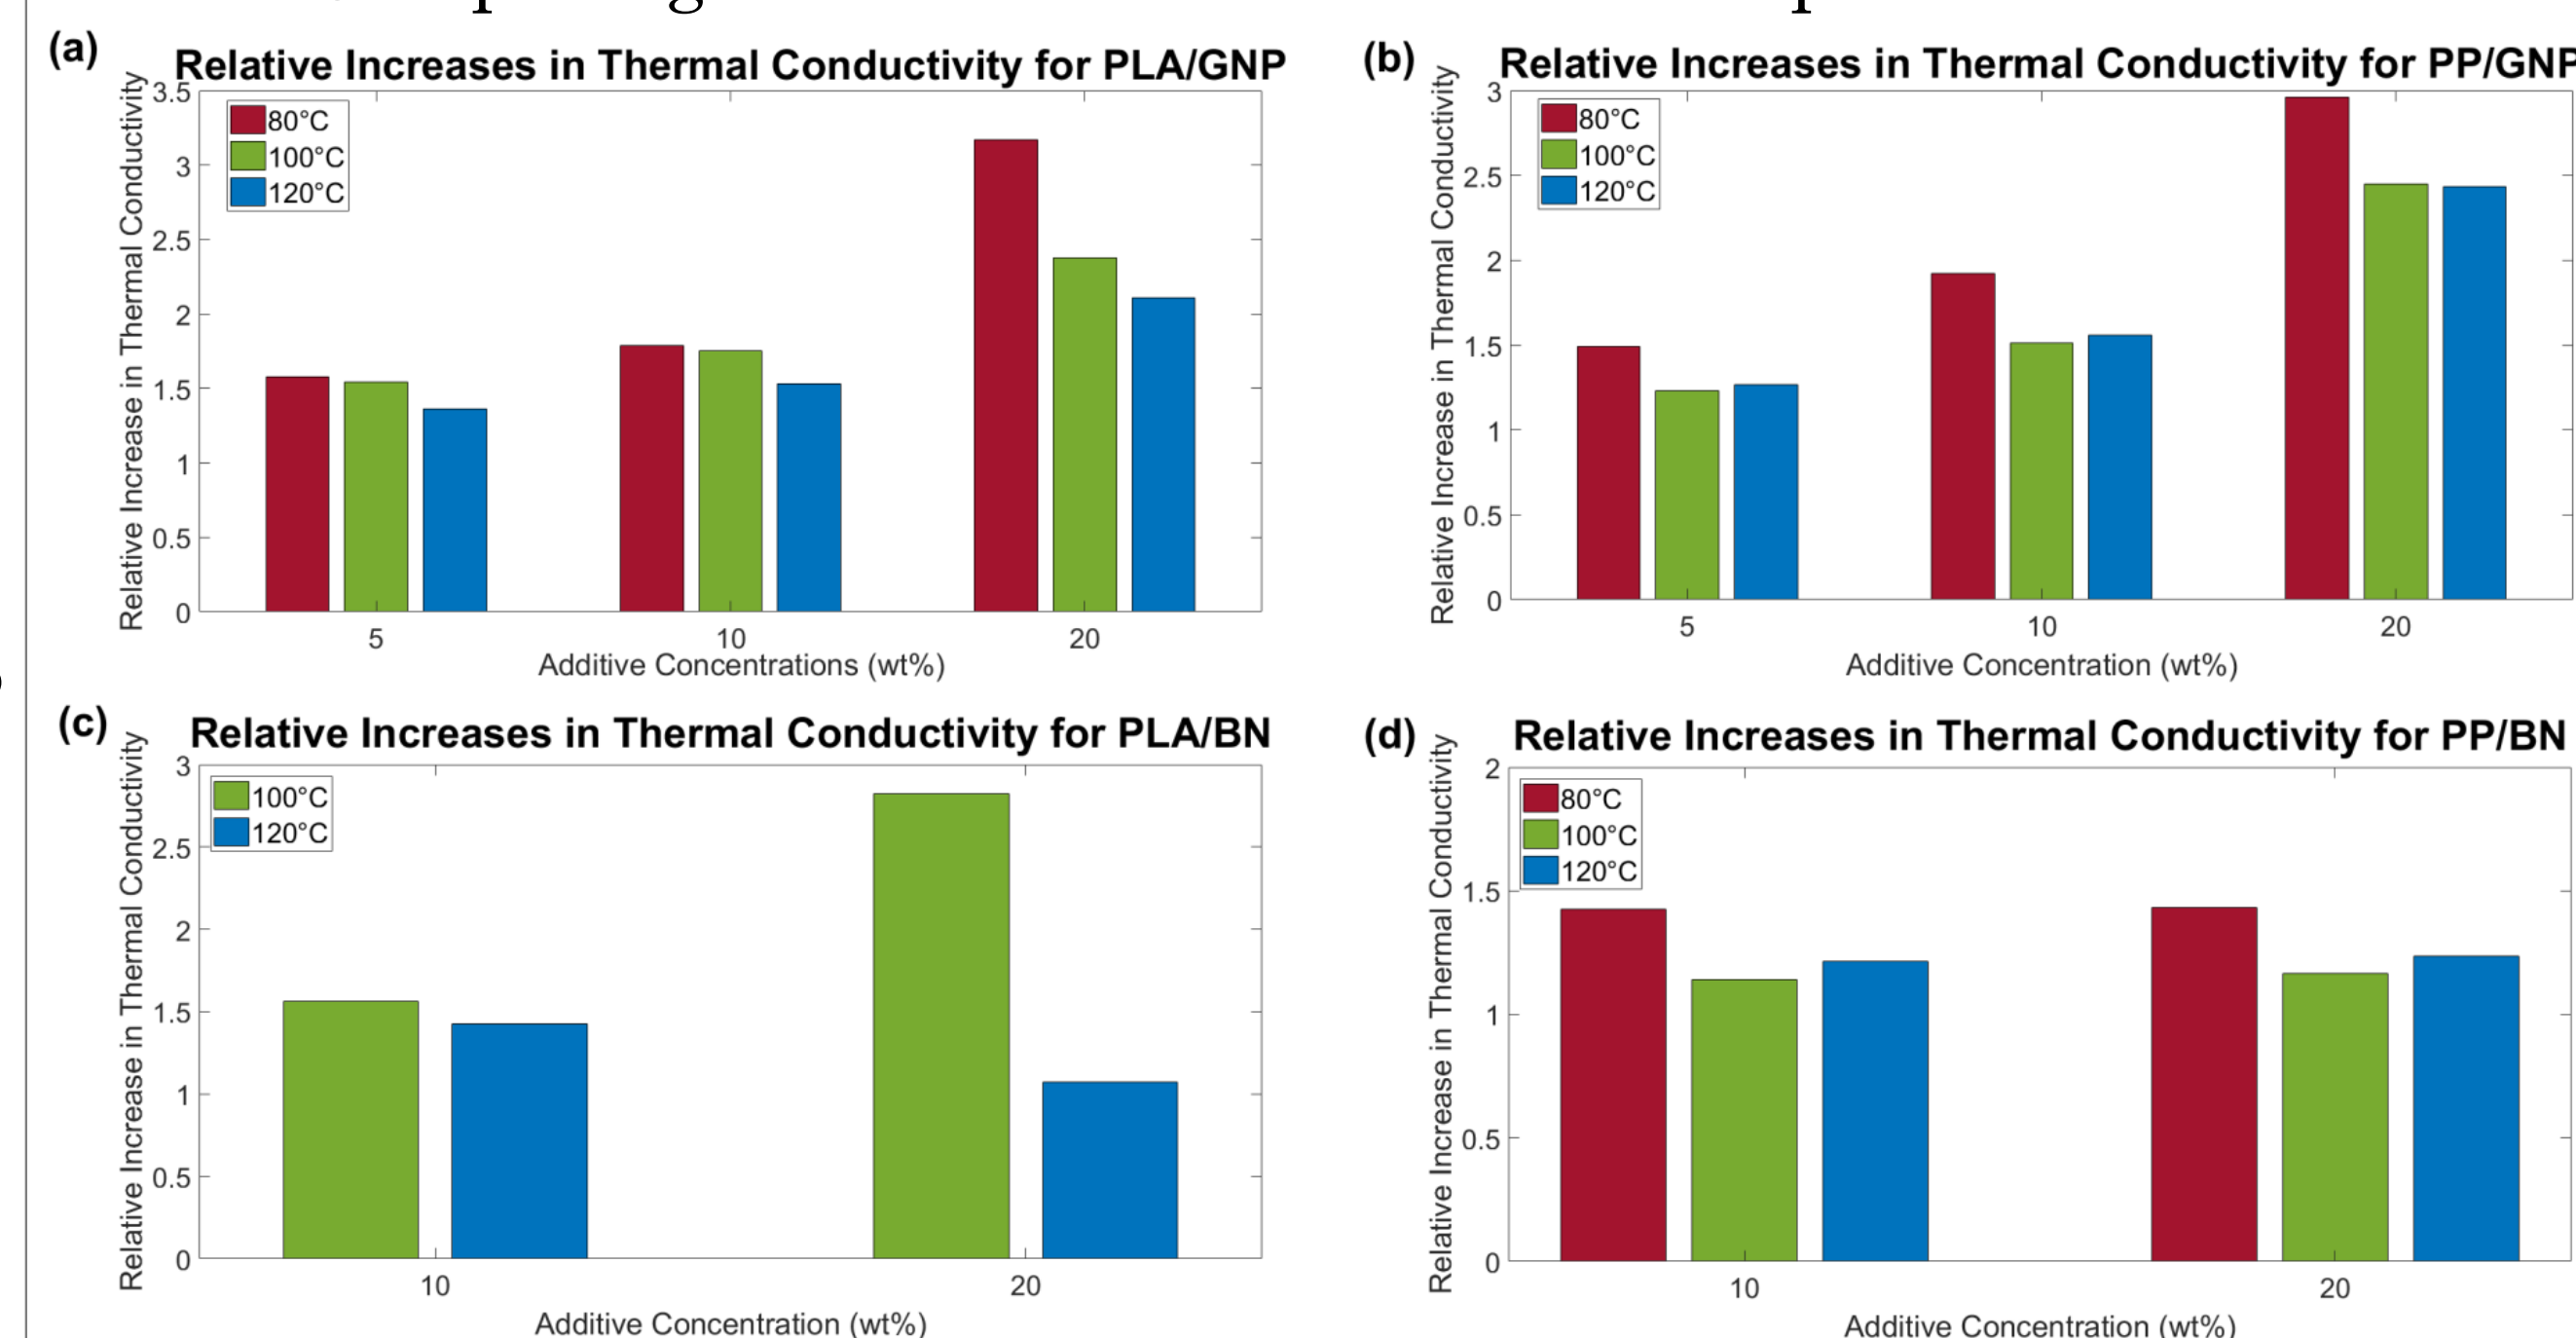 (a)
Relative Increases in Thermal Conductivity for PLA/GNP
Relative Increase in Thermal Conductivity
3.5
3
2.5
2
1.5
1
0.5
0
80°C
100°C
120°C
5 10 20
Additive Concentrations (wt%)
(b)
Relative Increases in Thermal Conductivity for PP/GNP
Relative Increase in Thermal Conductivity
3
2.5
2
1.5
1
0.5
0
80°C
100°C
120°C
5 10 20
Additive Concentration (wt%)
(c)
Relative Increases in Thermal Conductivity for PLA/BN
Relative Increase in Thermal Conductivity
3
2.5
2
1.5
1
0.5
0
100°C
120°C
10 20
Additive Concentration (wt%)
(d)
Relative Increases in Thermal Conductivity for PP/BN
Relative Increase in Thermal Conductivity
2
1.5
1
0.5
0
80°C
100°C
120°C
10 20
Additive Concentration (wt%)